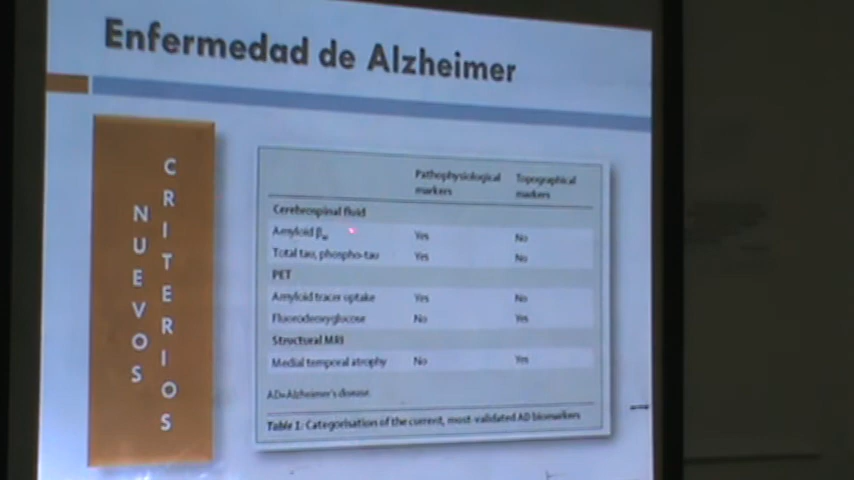 Enfermedad de Alzheimer
NUEVOS
CRITERIOS
Pathophysiological markers
Topographical markers
Cerebrospinal fluid
Amyloid β42 Yes No
Total tau, phospho-tau Yes No
PET
Amyloid tracer uptake Yes No
Fluorodeoxyglucose No Yes
Structural MRI
Medial temporal atrophy No Yes
AD=Alzheimer's disease.
Table 1: Categorisation of the current, most-validated AD biomarkers